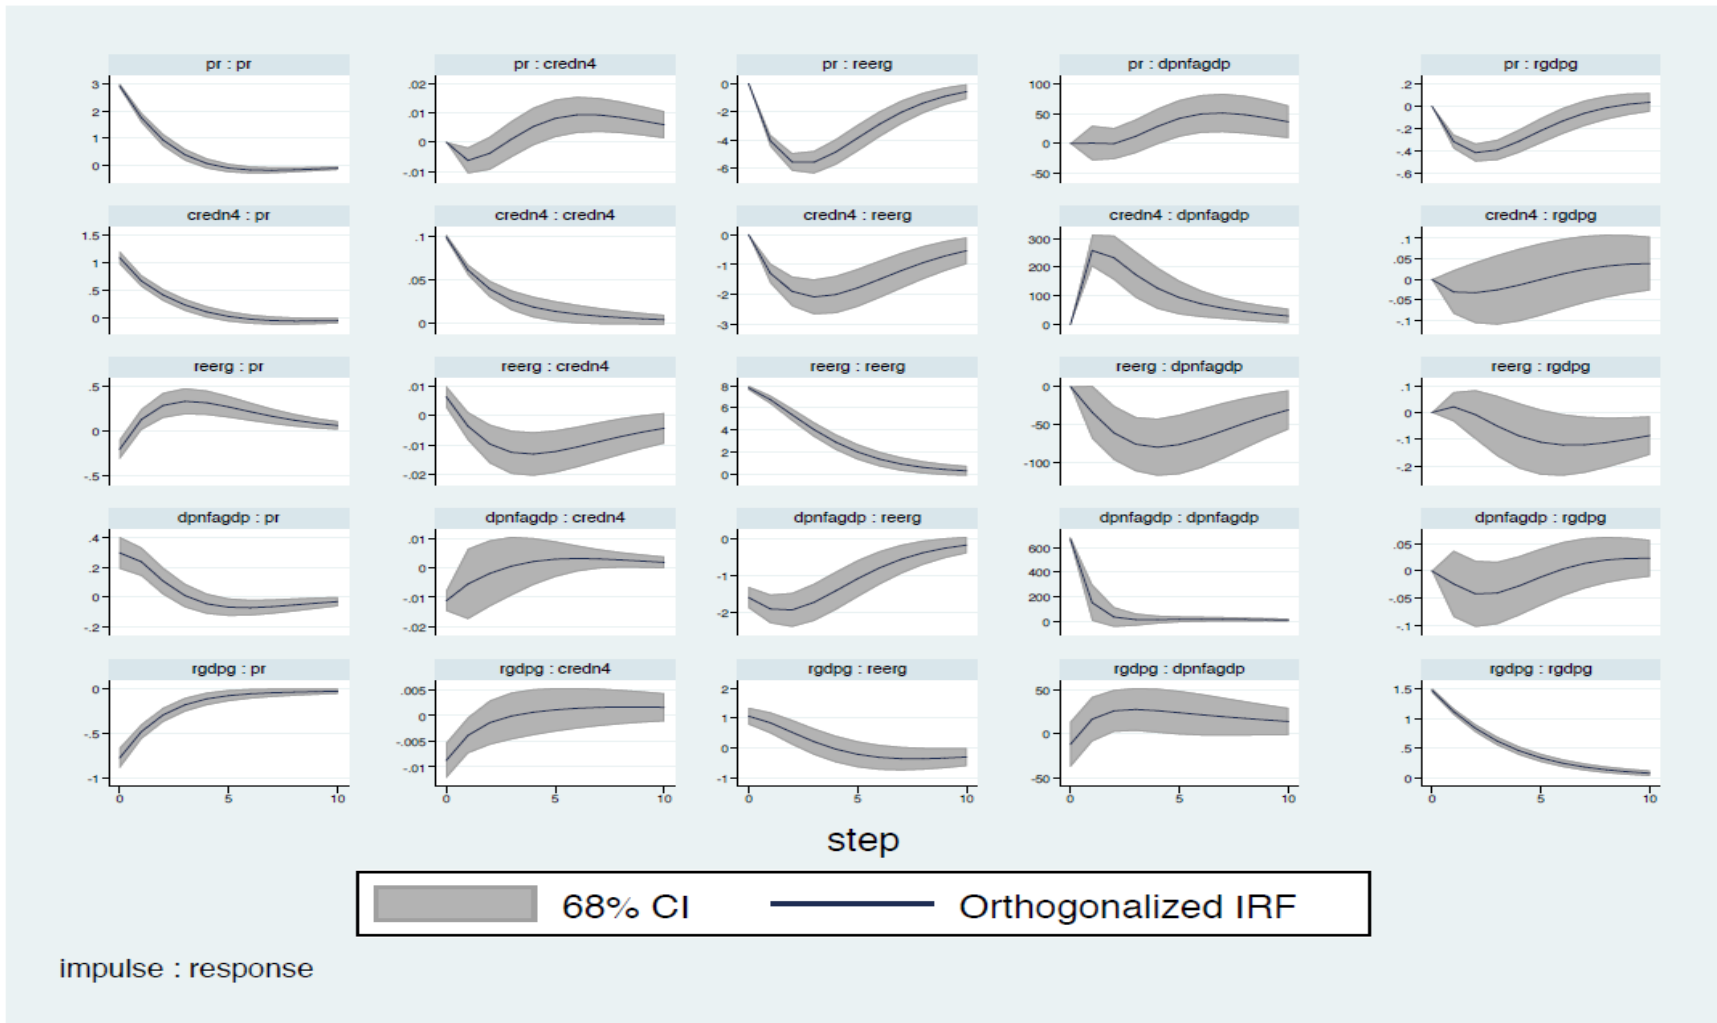 pr : pr
3
2
1
0
pr : credn4
.02
.01
0
-.01
pr : reerg
0
-2
-4
-6
pr : dpnfagdp
100
50
0
-50
pr : rgdpg
.2
0
-.2
-.4
-.6
credn4 : pr
1.5
1
.5
0
credn4 : credn4
.1
.05
0
credn4 : reerg
0
-1
-2
-3
credn4 : dpnfagdp
300
200
100
0
credn4 : rgdpg
.1
.05
0
-.05
-.1
reerg : pr
.5
0
-.5
reerg : credn4
.01
0
-.01
-.02
reerg : reerg
8
6
4
2
0
reerg : dpnfagdp
0
-50
-100
reerg : rgdpg
.1
0
-.1
-.2
dpnfagdp : pr
.4
.2
0
-.2
dpnfagdp : credn4
.01
0
-.01
-.02
dpnfagdp : reerg
0
-1
-2
dpnfagdp : dpnfagdp
600
400
200
0
dpnfagdp : rgdpg
.05
0
-.05
-.1
rgdpg : pr
0
-.5
-1
0 5 10
rgdpg : credn4
.005
0
-.005
-.01
0 5 10
rgdpg : reerg
2
1
0
-1
0 5 10
rgdpg : dpnfagdp
50
0
-50
0 5 10
rgdpg : rgdpg
1.5
1
.5
0
0 5 10
step
68% CI Orthogonalized IRF
impulse : response